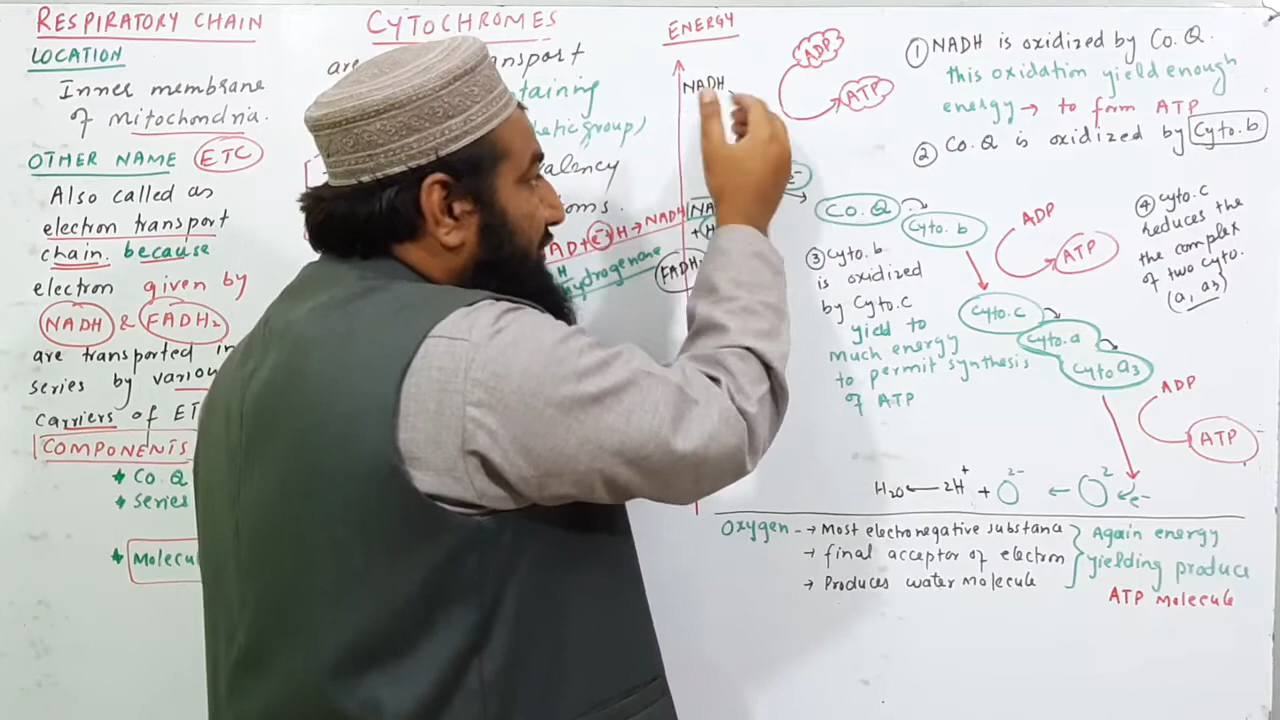 RESPIRATORY CHAIN
LOCATION
Inner membrane
of mitochondria.
OTHER NAME ETC
Also called as
electron transport
chain. because
electron given by
NADH & FADH2
are transported in
series by
carriers of
COMPONENTS
Co. Q
series
CYTOCHROMES
are
ENERGY
NADH
ADP
ATP
e-
Co. Q
Cyto. b
ADP
ATP
Cyto. c
Cyto. a
Cyto a3
ADP
ATP
H2O ← 2H+ + O2- ← O2 e-
① NADH is oxidized by Co. Q.
this oxidation yield enough
energy → to form ATP
② Co. Q is oxidized by Cyto. b
③ Cyto. b
is oxidized
by Cyto. c
yield to
much energy
to permit synthesis
of ATP
④ Cyto. c
reduces the
the complex
of two cyto.
(a, a3)
Oxygen - → Most electronegative substance
→ final acceptor of electron
→ Produces water molecule
Again energy
yielding produce
ATP Molecule